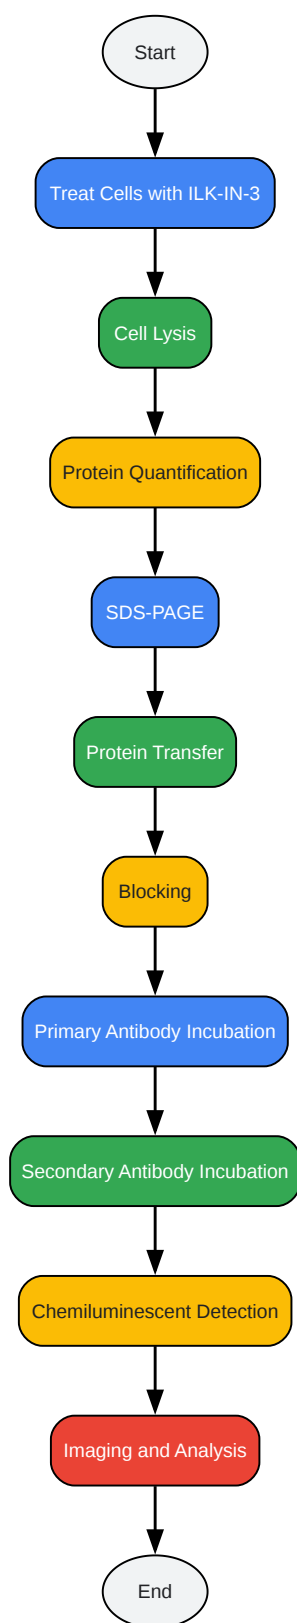 Start
Treat Cells with ILK-IN-3
Cell Lysis
Protein Quantification
SDS-PAGE
Protein Transfer
Blocking
Primary Antibody Incubation
Secondary Antibody Incubation
Chemiluminescent Detection
Imaging and Analysis
End